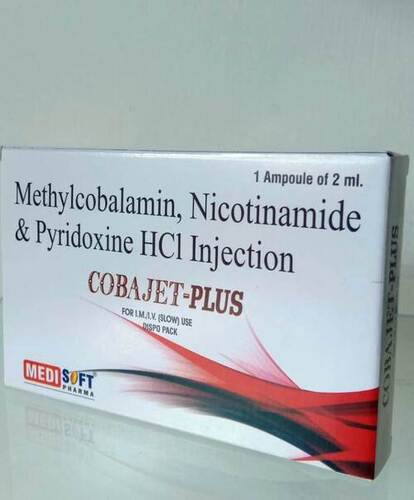 1 Ampoule of 2 ml.
Methylcobalamin, Nicotinamide
& Pyridoxine HCl Injection
COBAJET-PLUS
FOR I.M./I.V. (SLOW) USE
DISPO PACK
MEDISOFT
PHARMA
COBAJET-PLUS